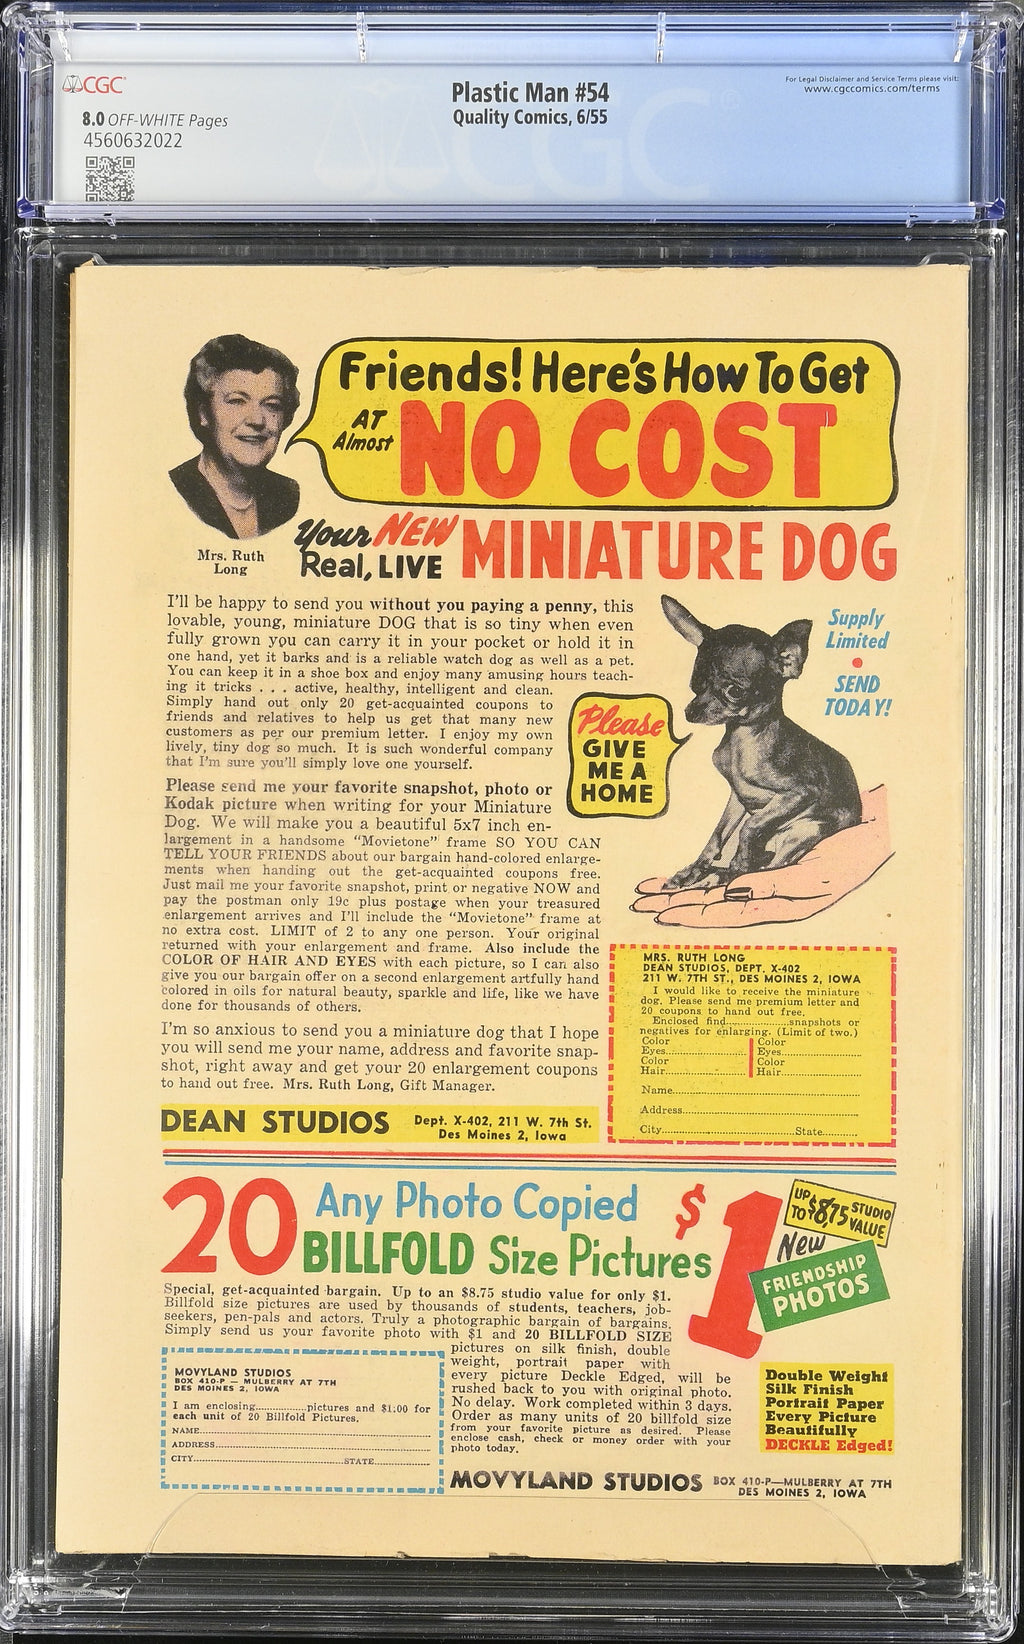 CGC
8.0 OFF-WHITE Pages
4560632022
Plastic Man #54
Quality Comics, 6/55
For Legal Disclaimer and Service Terms please visit:
www.cgccomics.com/terms
CGC
Friends! Here's How To Get
AT
Almost
NO COST
Mrs. Ruth
Long
Your NEW
Real, LIVE
MINIATURE DOG
I'll be happy to send you without you paying a penny, this
lovable, young, miniature DOG that is so tiny when even
fully grown you can carry it in your pocket or hold it in
one hand, yet it barks and is a reliable watch dog as well as a pet.
You can keep it in a shoe box and enjoy many amusing hours teach-
ing it tricks . . . active, healthy, intelligent and clean.
Simply hand out only 20 get-acquainted coupons to
friends and relatives to help us get that many new
customers as per our premium letter. I enjoy my own
lively, tiny dog so much. It is such wonderful company
that I'm sure you'll simply love one yourself.
Supply
Limited
SEND
TODAY!
Please
GIVE
ME A
HOME
Please send me your favorite snapshot, photo or
Kodak picture when writing for your Miniature
Dog. We will make you a beautiful 5x7 inch en-
largement in a handsome "Movietone" frame SO YOU CAN
TELL YOUR FRIENDS about our bargain hand-colored enlarge-
ments when handing out the get-acquainted coupons free.
Just mail me your favorite snapshot, print or negative NOW and
pay the postman only 19c plus postage when your treasured
enlargement arrives and I'll include the "Movietone" frame at
no extra cost. LIMIT of 2 to any one person. Your original
returned with your enlargement and frame. Also include the
COLOR OF HAIR AND EYES with each picture, so I can also
give you our bargain offer on a second enlargement artfully hand
colored in oils for natural beauty, sparkle and life, like we have
done for thousands of others.
I'm so anxious to send you a miniature dog that I hope
you will send me your name, address and favorite snap-
shot, right away and get your 20 enlargement coupons
to hand out free. Mrs. Ruth Long, Gift Manager.
DEAN STUDIOS
Dept. X-402, 211 W. 7th St.
Des Moines 2, Iowa
MRS. RUTH LONG
DEAN STUDIOS, DEPT. X-402
211 W. 7TH ST., DES MOINES 2, IOWA
I would like to receive the miniature
dog. Please send me premium letter and
20 coupons to hand out free.
Enclosed find..................snapshots or
negatives for enlarging. (Limit of two.)
Color
Eyes......................
Color
Hair......................
Color
Eyes......................
Color
Hair......................
Name............................................
Address............................................
City..............................State...........
20 Any Photo Copied
BILLFOLD Size Pictures
$1
UP
TO $8.75 STUDIO
VALUE
New
FRIENDSHIP
PHOTOS
Special, get-acquainted bargain. Up to an $8.75 studio value for only $1.
Billfold size pictures are used by thousands of students, teachers, job-
seekers, pen-pals and actors. Truly a photographic bargain of bargains.
Simply send us your favorite photo with $1 and 20 BILLFOLD SIZE
pictures on silk finish, double
weight, portrait paper with
every picture Deckle Edged, will be
rushed back to you with original photo.
No delay. Work completed within 3 days.
Order as many units of 20 billfold size
from your favorite picture as desired. Please
enclose cash, check or money order with your
photo today.
MOVYLAND STUDIOS
BOX 410-P — MULBERRY AT 7TH
DES MOINES 2, IOWA
I am enclosing..............pictures and $1.00 for
each unit of 20 Billfold Pictures.
NAME............................................
ADDRESS............................................
CITY..............................STATE..............
Double Weight
Silk Finish
Portrait Paper
Every Picture
Beautifully
DECKLE Edged!
MOVYLAND STUDIOS
BOX 410-P—MULBERRY AT 7TH
DES MOINES 2, IOWA